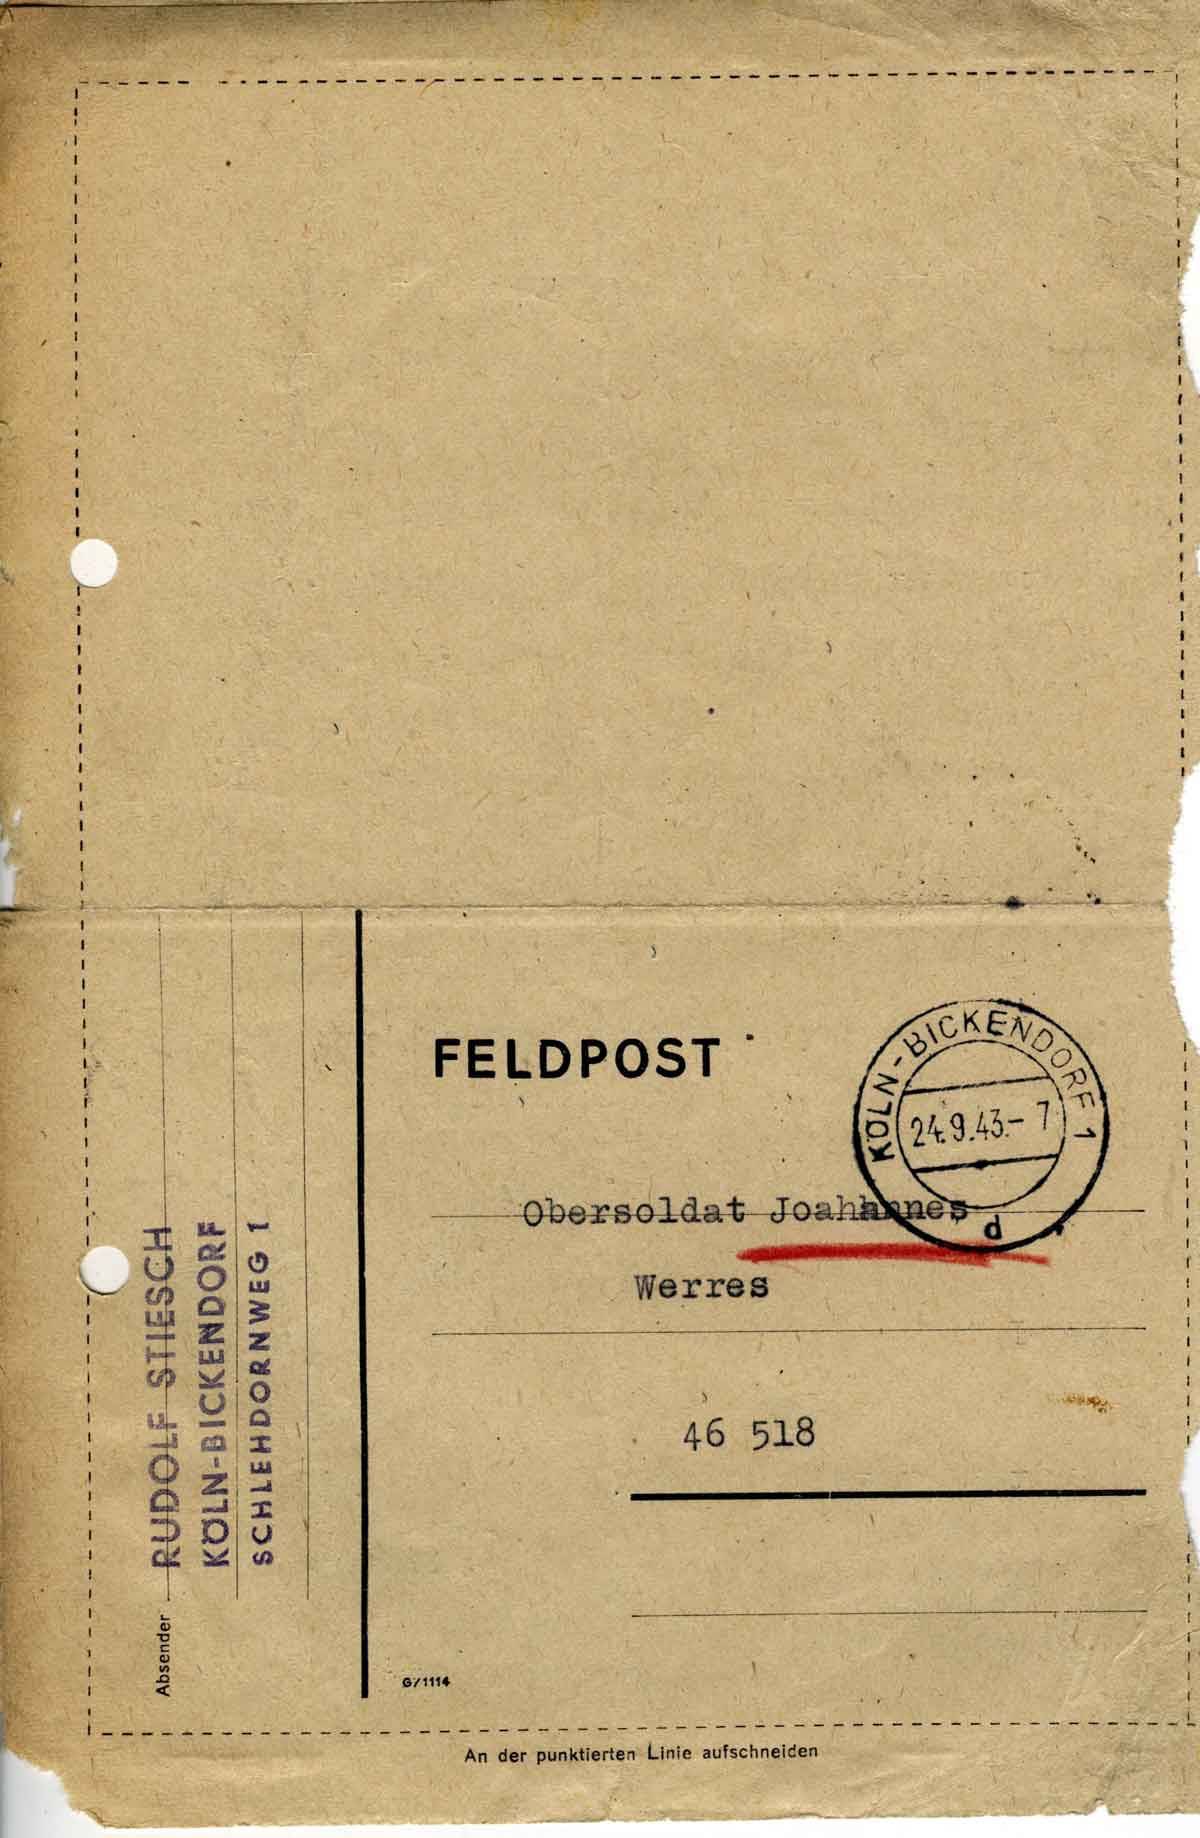 FELDPOST
KÖLN-BICKENDORF 1
24.9.43.- 7
d
Obersoldat Joahhnnes
Werres
46 518
G/1114
Absender
RUDOLF STIESCH
KÖLN-BICKENDORF
SCHLEHDORNWEG 1
An der punktierten Linie aufschneiden